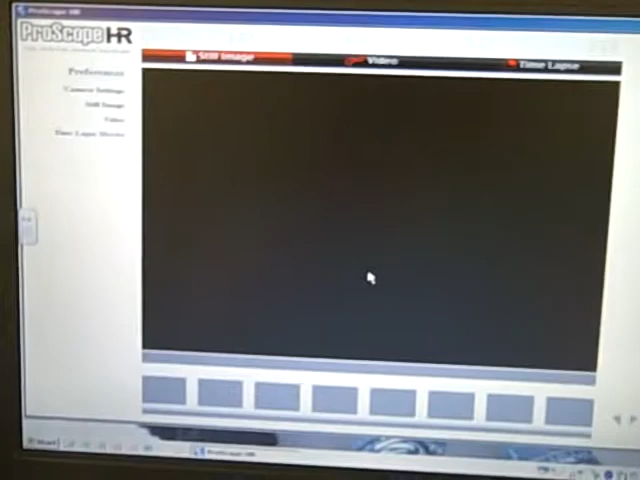 ProScope HR
ProScope HR
Still Image
Video
Time Lapse
Preferences
Camera Settings
Still Image
Video
Time Lapse Movies
Start
ProScope HR